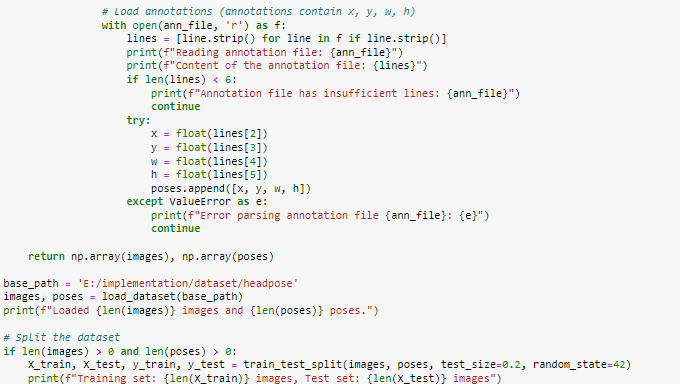 # Load annotations (annotations contain x, y, w, h)
with open(ann_file, 'r') as f:
lines = [line.strip() for line in f if line.strip()]
print(f"Reading annotation file: {ann_file}")
print(f"Content of the annotation file: {lines}")
if len(lines) < 6:
print(f"Annotation file has insufficient lines: {ann_file}")
continue
try:
x = float(lines[2])
y = float(lines[3])
w = float(lines[4])
h = float(lines[5])
poses.append([x, y, w, h])
except ValueError as e:
print(f"Error parsing annotation file {ann_file}: {e}")
continue
return np.array(images), np.array(poses)
base_path = 'E:/implementation/dataset/headpose'
images, poses = load_dataset(base_path)
print(f"Loaded {len(images)} images and {len(poses)} poses.")
# Split the dataset
if len(images) > 0 and len(poses) > 0:
X_train, X_test, y_train, y_test = train_test_split(images, poses, test_size=0.2, random_state=42)
print(f"Training set: {len(X_train)} images, Test set: {len(X_test)} images")